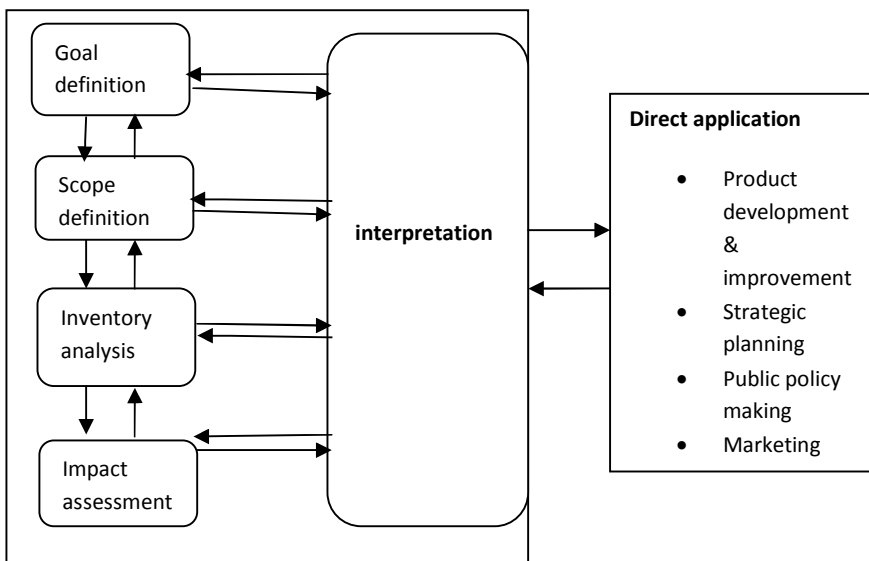 Goal
definition
Scope
definition
Inventory
analysis
Impact
assessment
interpretation
Direct application
• Product
development
&
improvement
• Strategic
planning
• Public policy
making
• Marketing